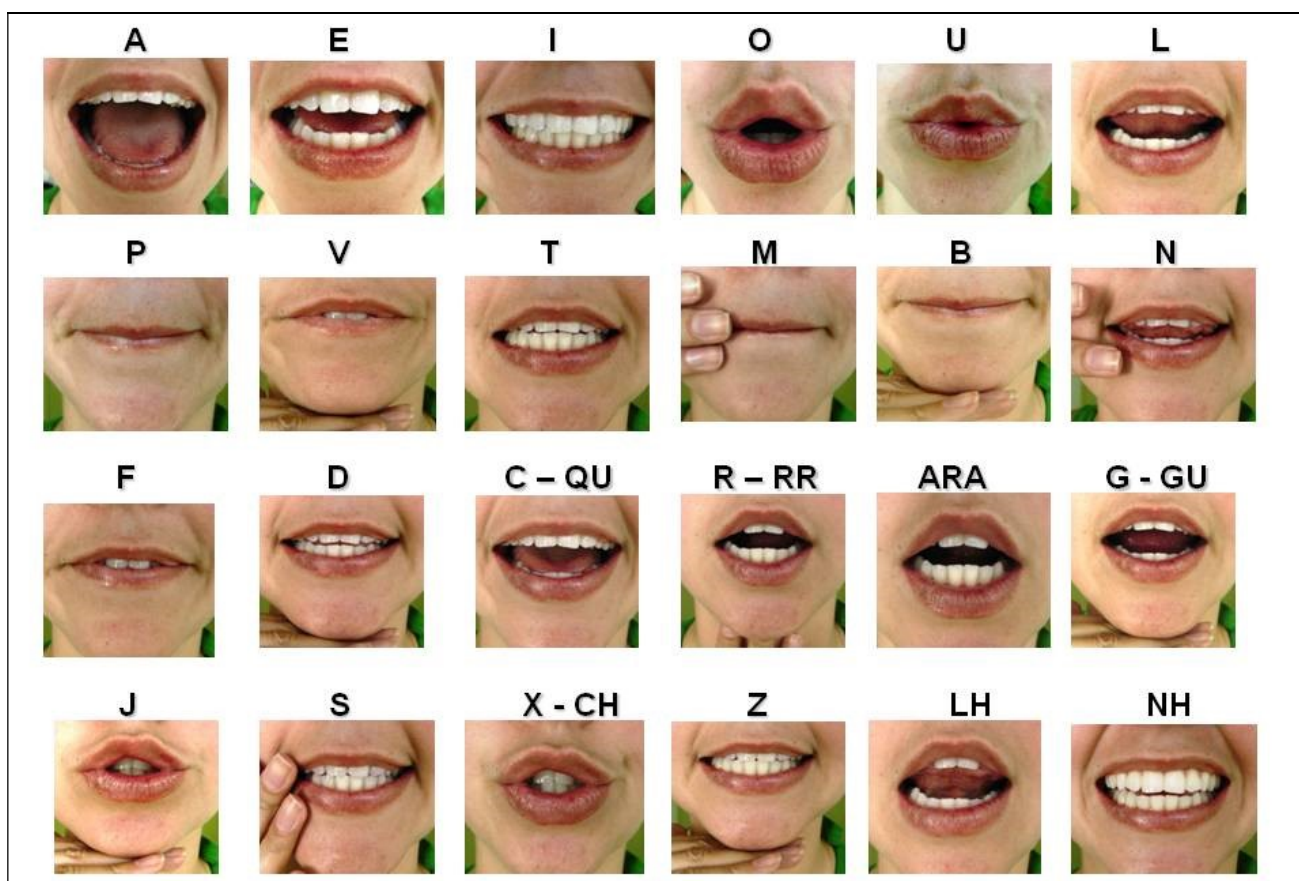 A E I O U L
P V T M B N
F D C – QU R – RR ARA G - GU
J S X - CH Z LH NH